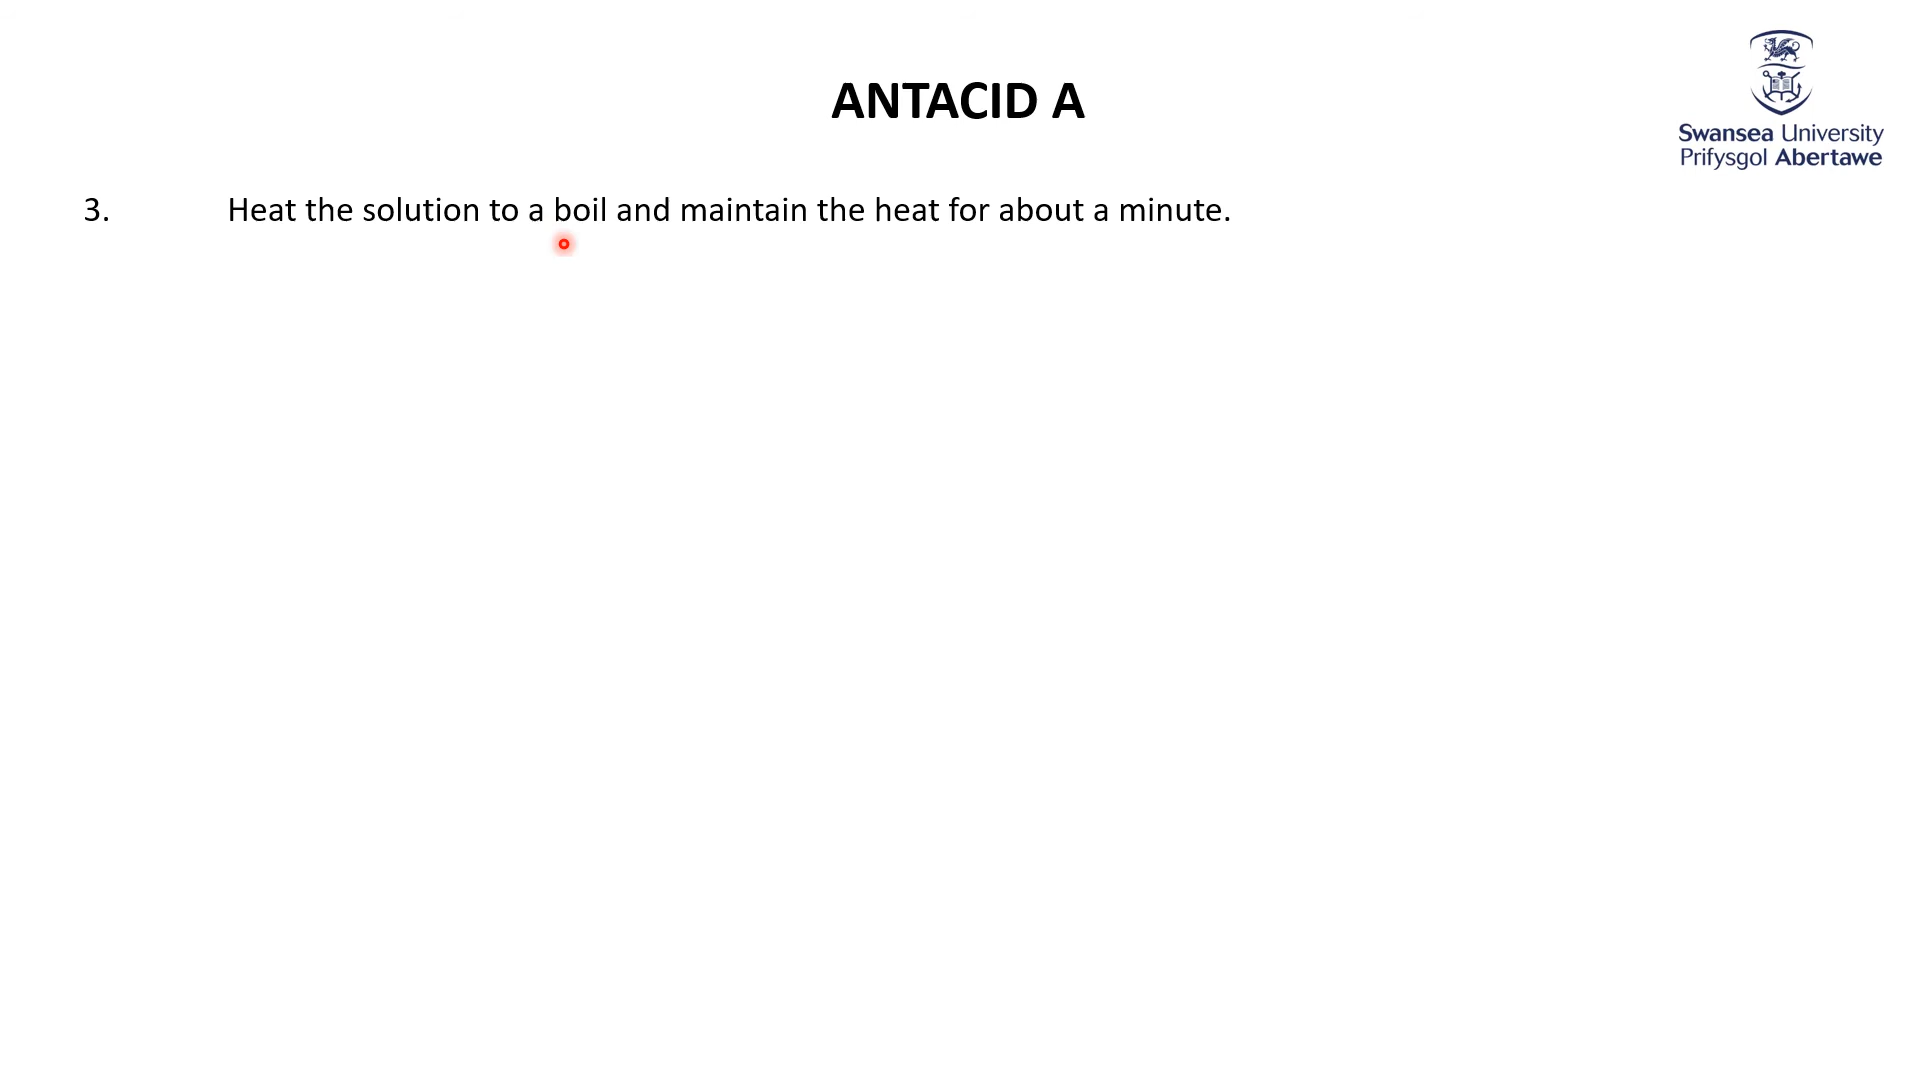 ANTACID A
Swansea University
Prifysgol Abertawe
3. Heat the solution to a boil and maintain the heat for about a minute.